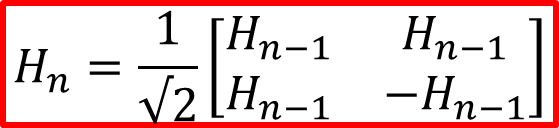 $H_n = \frac{1}{\sqrt{2}} \begin{bmatrix} H_{n-1} & H_{n-1} \\ H_{n-1} & -H_{n-1} \end{bmatrix}$